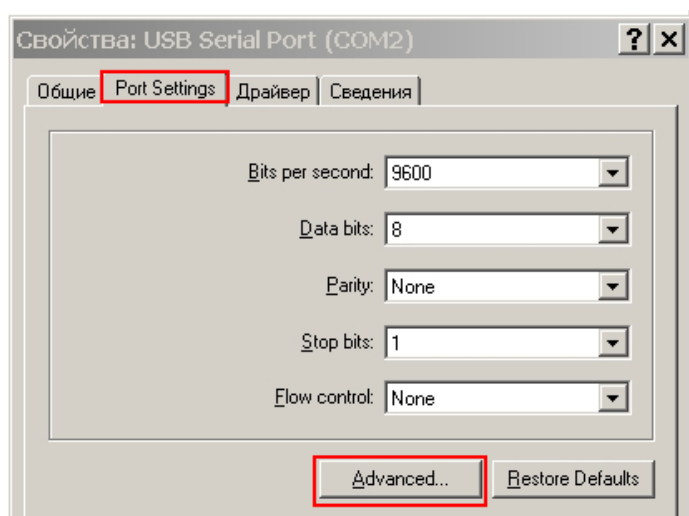 Свойства: USB Serial Port (COM2)
Общие Port Settings Драйвер Сведения
Bits per second: 9600
Data bits: 8
Parity: None
Stop bits: 1
Flow control: None
Advanced... Restore Defaults